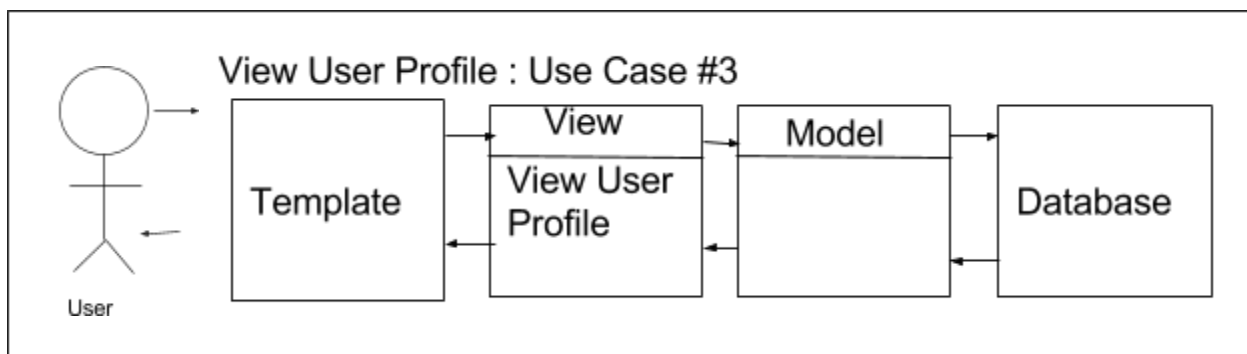 View User Profile : Use Case #3
View
Model
Template
View User
Profile
Database
User